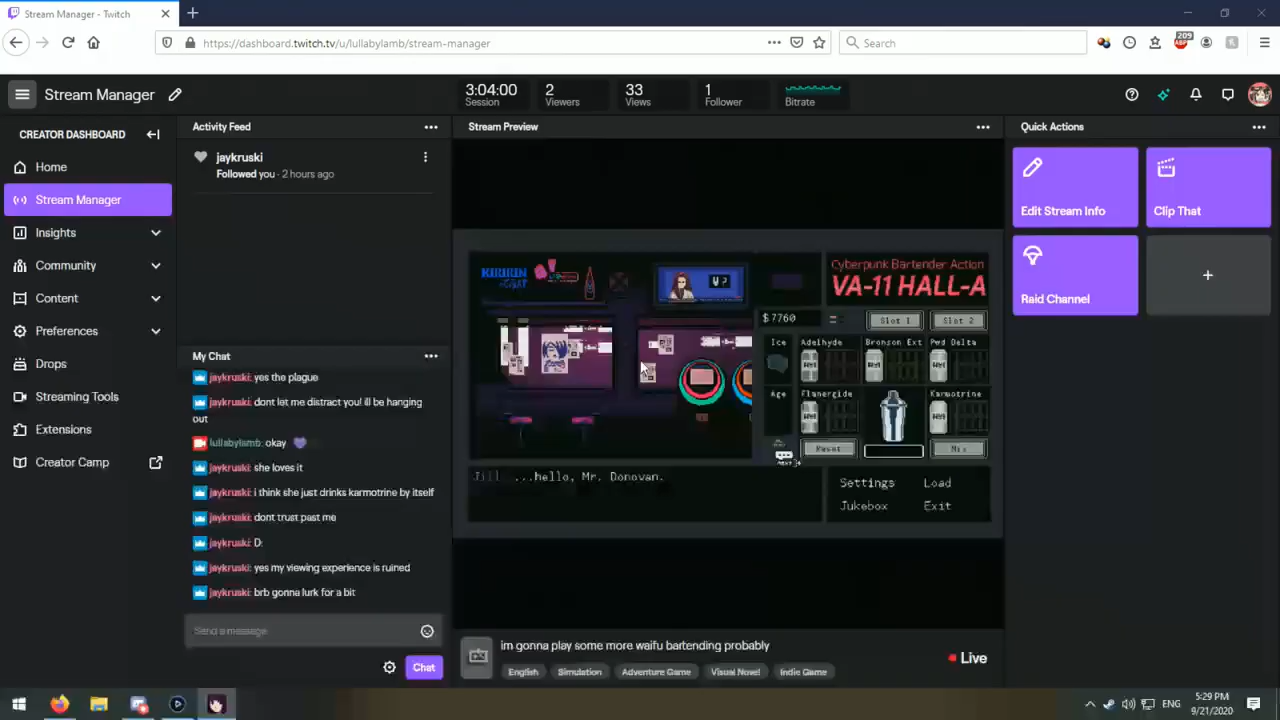 Stream Manager - Twitch
https://dashboard.twitch.tv/u/lullabylamb/stream-manager
Search
209
ABP
Stream Manager
3:04:00
Session
2
Viewers
33
Views
1
Follower
Bitrate
CREATOR DASHBOARD
Home
Stream Manager
Insights
Community
Content
Preferences
Drops
Streaming Tools
Extensions
Creator Camp
Activity Feed
jaykruski
Followed you - 2 hours ago
My Chat
jaykruski: yes the plague
jaykruski: dont let me distract you! ill be hanging
out
lullabylamb: okay
jaykruski: she loves it
jaykruski: i think she just drinks karmotrine by itself
jaykruski: dont trust past me
jaykruski: D:
jaykruski: yes my viewing experience is ruined
jaykruski: brb gonna lurk for a bit
Send a message
Chat
Stream Preview
Cyberpunk Bartender Action
VA-11 HALL-A
$7760
Slot 1
Slot 2
Ice
Adelhyde
Bronson Ext
Pwd Delta
Age
Flanergide
Karmotrine
Reset
Mix
Jill ...hello, Mr. Donovan.
Settings
Load
Jukebox
Exit
im gonna play some more waifu bartending probably
English
Simulation
Adventure Game
Visual Novel
Indie Game
Live
Quick Actions
Edit Stream Info
Clip That
Raid Channel
ENG
5:29 PM
9/21/2020